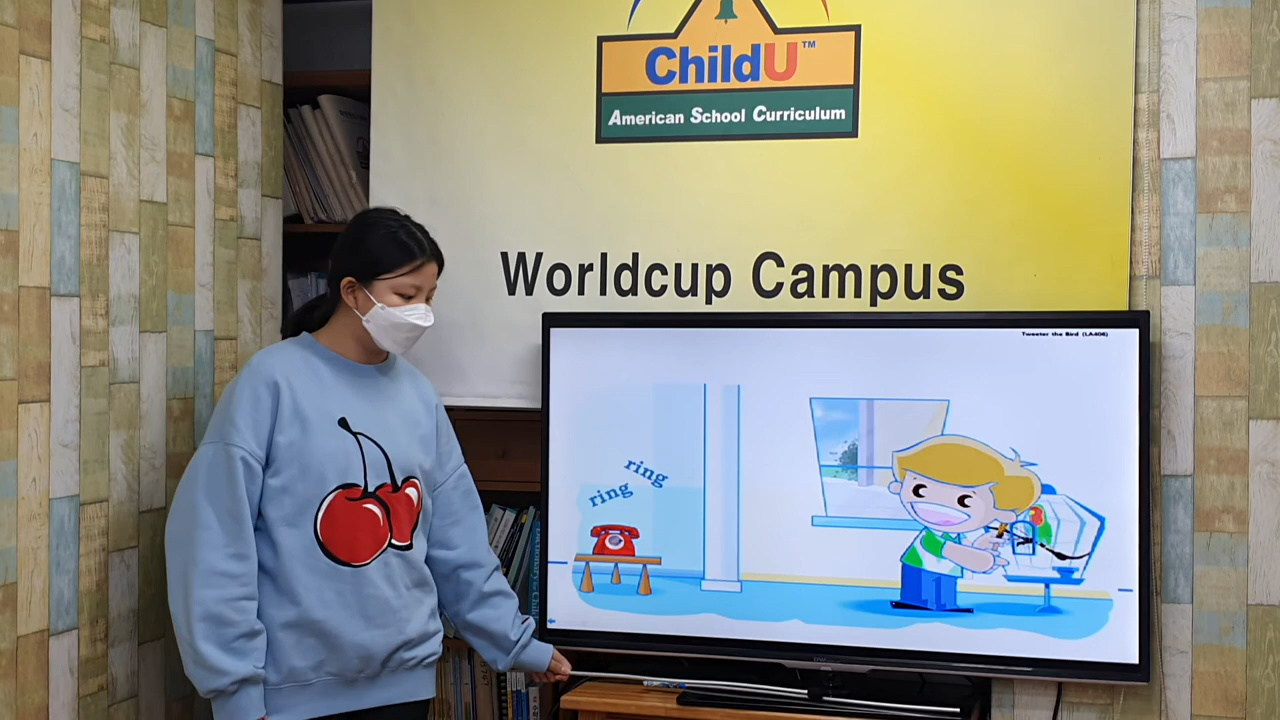 ChildU™
American School Curriculum
Worldcup Campus
Tweeter the Bird (LA406)
ring
ring